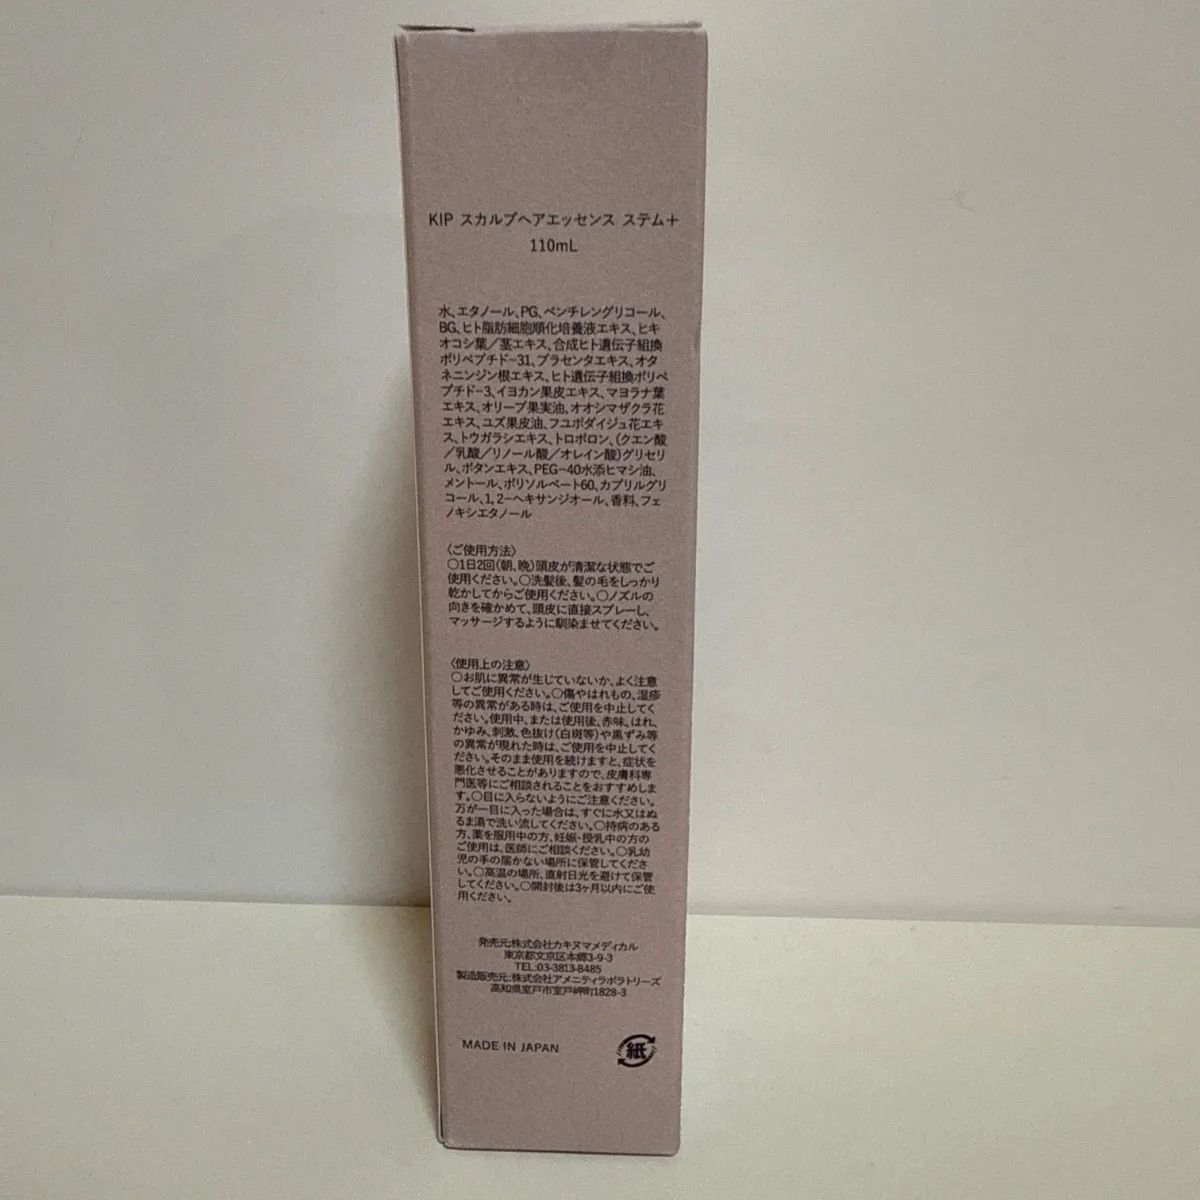 KIP スカルプヘアエッセンス ステム＋
110mL
水、エタノール、PG、ペンチレングリコール、
BG、ヒト脂肪細胞順化培養液エキス、ヒキ
オコシ葉／茎エキス、合成ヒト遺伝子組換
ポリペプチド-31、プラセンタエキス、オタ
ネニンジン根エキス、ヒト遺伝子組換ポリペ
プチド-3、イヨカン果皮エキス、マヨラナ葉
エキス、オリーブ果実油、オオシマザクラ花
エキス、ユズ果皮油、フユボダイジュ花エキ
ス、トウガラシエキス、トロポロン、（クエン酸
／乳酸／リノール酸／オレイン酸）グリセリ
ル、ボタンエキス、PEG-40水添ヒマシ油、
メントール、ポリソルベート60、カプリルグリ
コール、1，2-ヘキサンジオール、香料、フェ
ノキシエタノール
〈ご使用方法〉
○1日2回（朝、晩）頭皮が清潔な状態でご
使用ください。○洗髪後、髪の毛をしっかり
乾かしてからご使用ください。○ノズルの
向きを確かめて、頭皮に直接スプレーし、
マッサージするように馴染ませてください。
〈使用上の注意〉
○お肌に異常が生じていないか、よく注意
してご使用ください。○傷やはれもの、湿疹
等の異常がある時は、ご使用を中止してく
ださい。使用中、または使用後、赤味、はれ、
かゆみ、刺激、色抜け（白斑等）や黒ずみ等
の異常が現れた時は、ご使用を中止してく
ださい。そのまま使用を続けますと、症状を
悪化させることがありますので、皮膚科専
門医等にご相談されることをおすすめしま
す。○目に入らないようにご注意ください。
万が一目に入った場合は、すぐに水又はぬ
るま湯で洗い流してください。○持病のある
方、薬を服用中の方、妊娠・授乳中の方の
ご使用は、医師にご相談ください。○乳幼
児の手の届かない場所に保管してくださ
い。○高温の場所、直射日光を避けて保管
してください。○開封後は3ヶ月以内にご使
用ください。
発売元：株式会社カキヌマメディカル
東京都文京区本郷3-9-3
TEL:03-3813-8485
製造販売元：株式会社アメニティラボラトリーズ
高知県室戸市室戸岬町1828-3
MADE IN JAPAN
紙